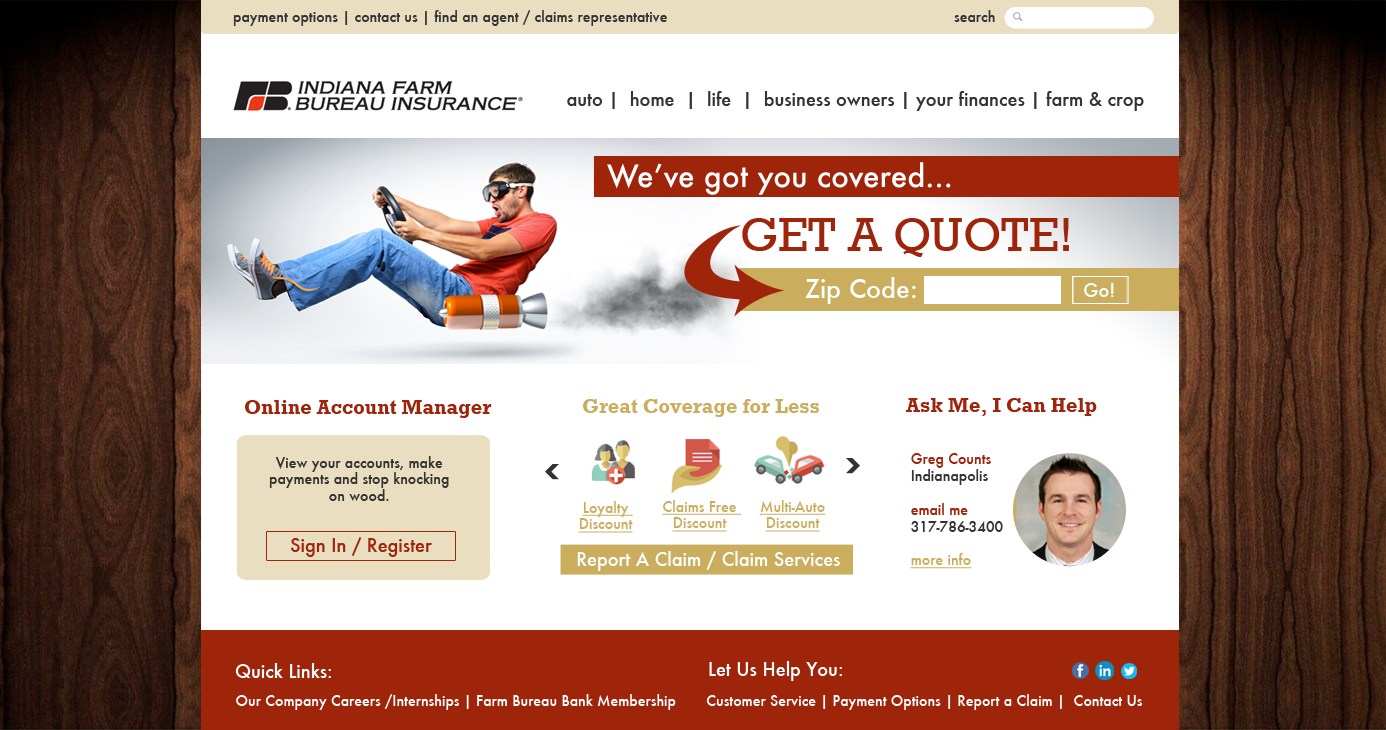 payment options | contact us | find an agent / claims representative
search
INDIANA FARM
BUREAU INSURANCE®
auto | home | life | business owners | your finances | farm & crop
We've got you covered...
GET A QUOTE!
Zip Code:
Go!
Online Account Manager
View your accounts, make
payments and stop knocking
on wood.
Sign In / Register
Great Coverage for Less
Loyalty
Discount
Claims Free
Discount
Multi-Auto
Discount
Report A Claim / Claim Services
Ask Me, I Can Help
Greg Counts
Indianapolis
email me
317-786-3400
more info
Quick Links:
Our Company Careers /Internships | Farm Bureau Bank Membership
Let Us Help You:
f in
Customer Service | Payment Options | Report a Claim | Contact Us